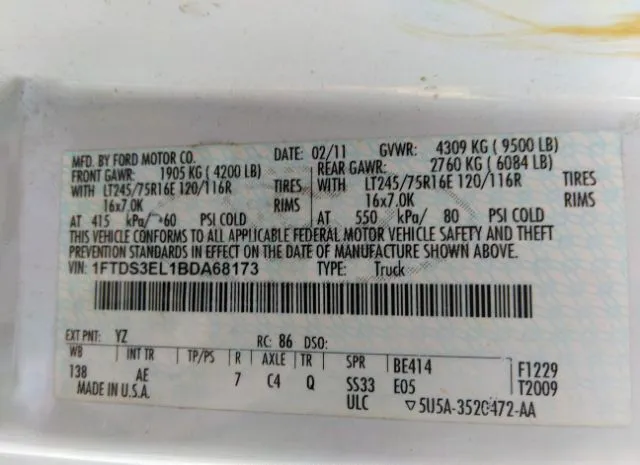 MFD. BY FORD MOTOR CO. DATE: 02/11 GVWR: 4309 KG ( 9500 LB)
FRONT GAWR: 1905 KG ( 4200 LB) REAR GAWR: 2760 KG ( 6084 LB)
WITH LT245/75R16E 120/116R TIRES WITH LT245/75R16E 120/116R TIRES
16x7.0K RIMS 16x7.0K RIMS
AT 415 kPa/ 60 PSI COLD AT 550 kPa/ 80 PSI COLD
THIS VEHICLE CONFORMS TO ALL APPLICABLE FEDERAL MOTOR VEHICLE SAFETY AND THEFT
PREVENTION STANDARDS IN EFFECT ON THE DATE OF MANUFACTURE SHOWN ABOVE.
VIN: 1FTDS3EL1BDA68173 TYPE: Truck
EXT PNT: YZ RC: 86 DSO:
WB INT TR TP/PS R AXLE TR SPR BE414 F1229
138 AE 7 C4 Q SS33 E05 T2009
MADE IN U.S.A. ULC ▽5U5A-3520472-AA